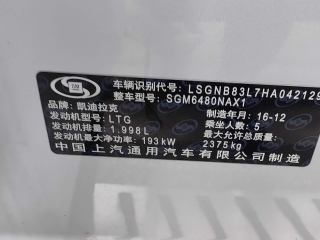 车辆识别代号: LSGNB83L7HA042129
整车型号: SGM6480NAX1
品牌: 凯迪拉克 制造年月: 16-12
发动机型号: LTG 乘坐人数: 5
发动机排量: 1.998L 最大允许总质量:
发动机最大净功率: 193kW 2375kg
中国上汽通用汽车有限公司制造